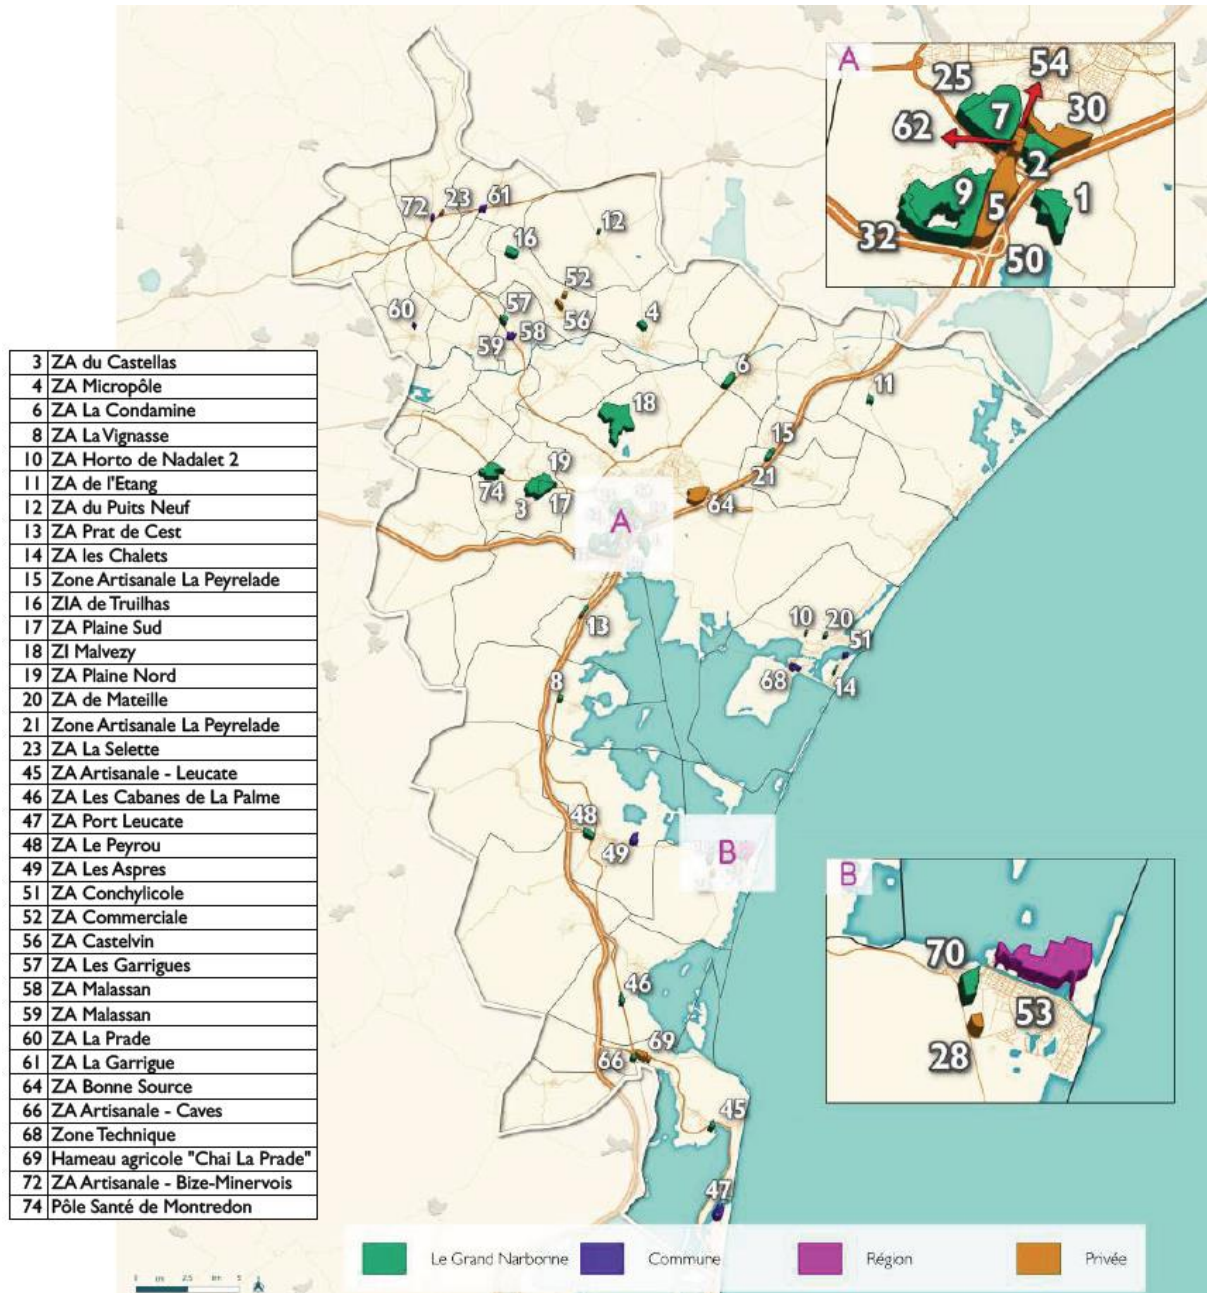 A
54
25
7
30
62
2
9
1
5
32
50
72
23
61
12
16
52
60
57
56
4
58
59
6
11
18
15
19
21
74
3
17
64
A
13
10
20
51
68
14
8
48
49
B
46
69
66
45
47
B
70
53
28
3 ZA du Castellas
4 ZA Micropôle
6 ZA La Condamine
8 ZA La Vignasse
10 ZA Horto de Nadalet 2
11 ZA de l'Etang
12 ZA du Puits Neuf
13 ZA Prat de Cest
14 ZA les Chalets
15 Zone Artisanale La Peyrelade
16 ZIA de Truilhas
17 ZA Plaine Sud
18 ZI Malvezy
19 ZA Plaine Nord
20 ZA de Mateille
21 Zone Artisanale La Peyrelade
23 ZA La Selette
45 ZA Artisanale - Leucate
46 ZA Les Cabanes de La Palme
47 ZA Port Leucate
48 ZA Le Peyrou
49 ZA Les Aspres
51 ZA Conchylicole
52 ZA Commerciale
56 ZA Castelvin
57 ZA Les Garrigues
58 ZA Malassan
59 ZA Malassan
60 ZA La Prade
61 ZA La Garrigue
64 ZA Bonne Source
66 ZA Artisanale - Caves
68 Zone Technique
69 Hameau agricole "Chai La Prade"
72 ZA Artisanale - Bize-Minervois
74 Pôle Santé de Montredon
Le Grand Narbonne
Commune
Région
Privée
0 km 2.5 km 5